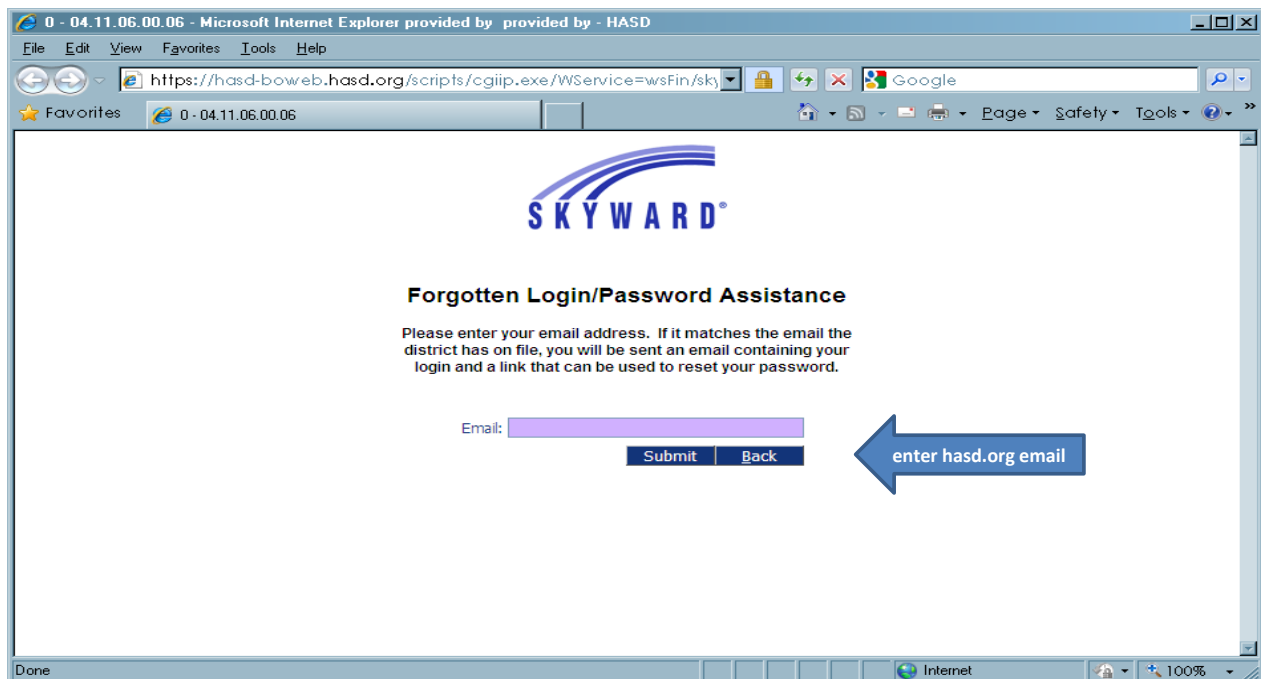 0 - 04.11.06.00.06 - Microsoft Internet Explorer provided by provided by - HASD
File Edit View Favorites Tools Help
https://hasd-boweb.hasd.org/scripts/cgiip.exe/WService=wsFin/sky
Google
Favorites
0 - 04.11.06.00.06
Page Safety Tools
SKYWARD®
Forgotten Login/Password Assistance
Please enter your email address. If it matches the email the
district has on file, you will be sent an email containing your
login and a link that can be used to reset your password.
Email:
Submit Back
enter hasd.org email
Done Internet 100%